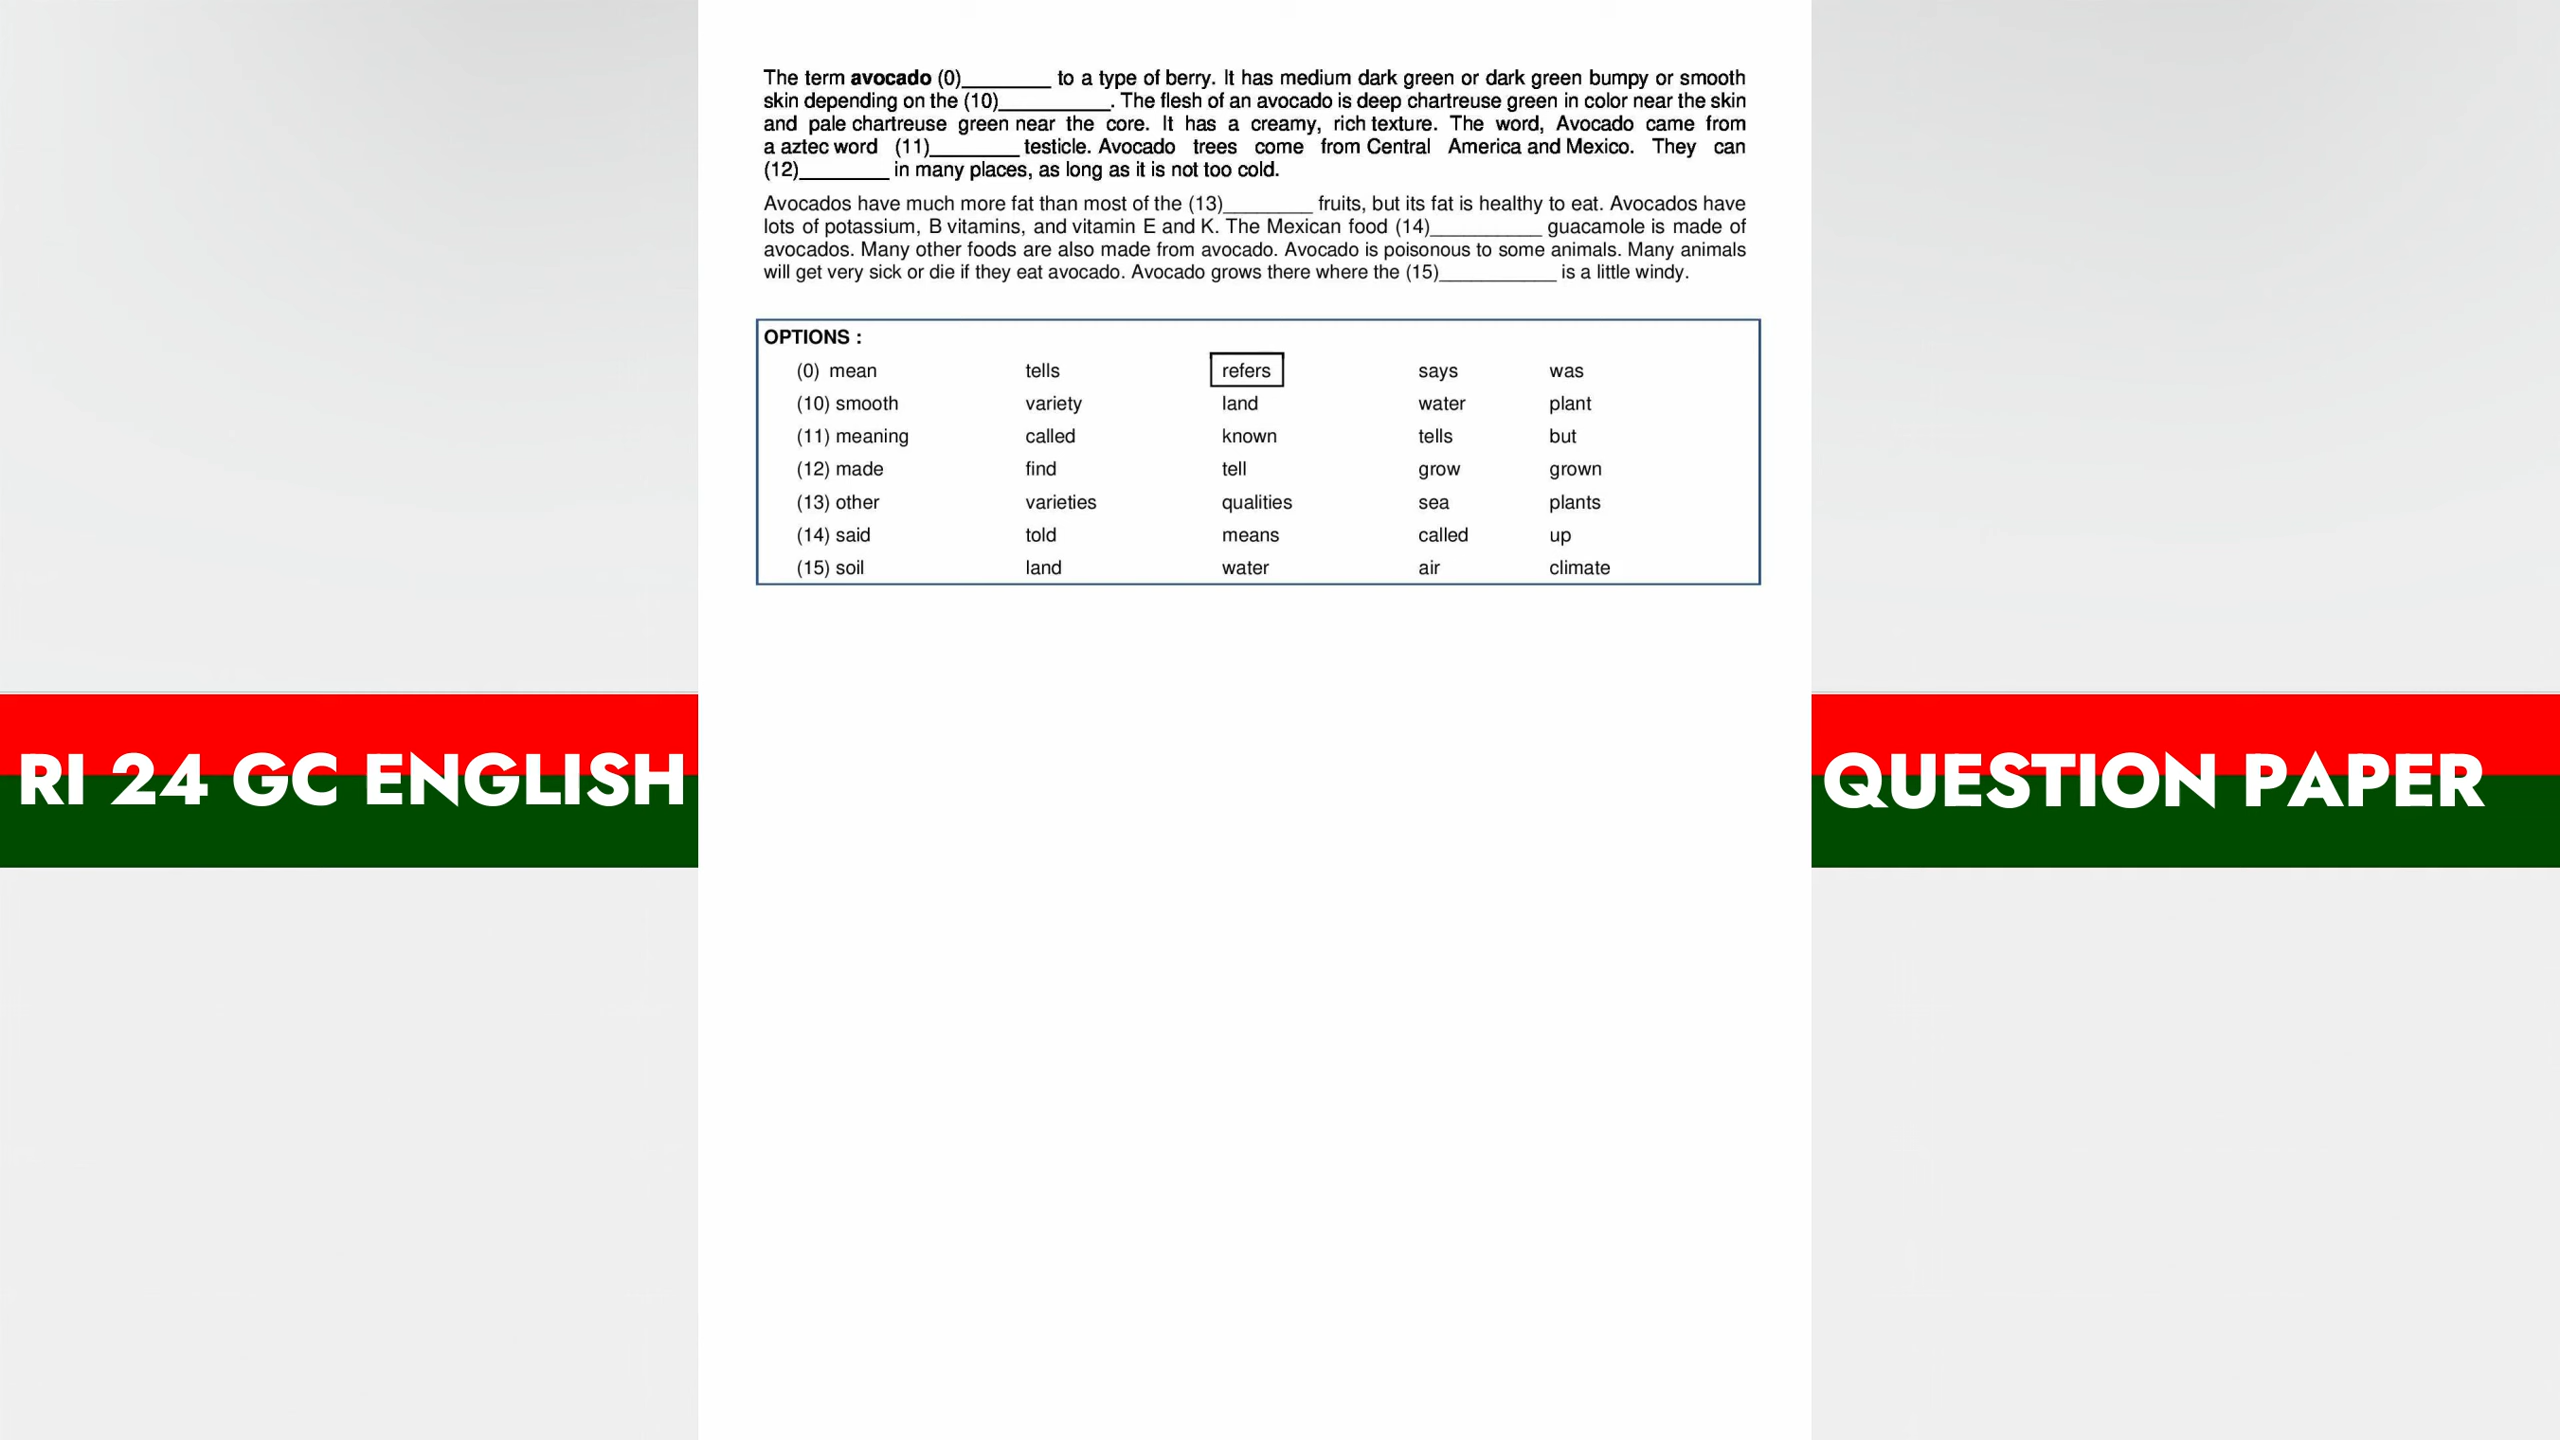 The term avocado (0)________ to a type of berry. It has medium dark green or dark green bumpy or smooth
skin depending on the (10)__________. The flesh of an avocado is deep chartreuse green in color near the skin
and pale chartreuse green near the core. It has a creamy, rich texture. The word, Avocado came from
a aztec word (11)________ testicle. Avocado trees come from Central America and Mexico. They can
(12)________ in many places, as long as it is not too cold.
Avocados have much more fat than most of the (13)________ fruits, but its fat is healthy to eat. Avocados have
lots of potassium, B vitamins, and vitamin E and K. The Mexican food (14)__________ guacamole is made of
avocados. Many other foods are also made from avocado. Avocado is poisonous to some animals. Many animals
will get very sick or die if they eat avocado. Avocado grows there where the (15)___________ is a little windy.
OPTIONS :
(0) mean tells refers says was
(10) smooth variety land water plant
(11) meaning called known tells but
(12) made find tell grow grown
(13) other varieties qualities sea plants
(14) said told means called up
(15) soil land water air climate
RI 24 GC ENGLISH QUESTION PAPER